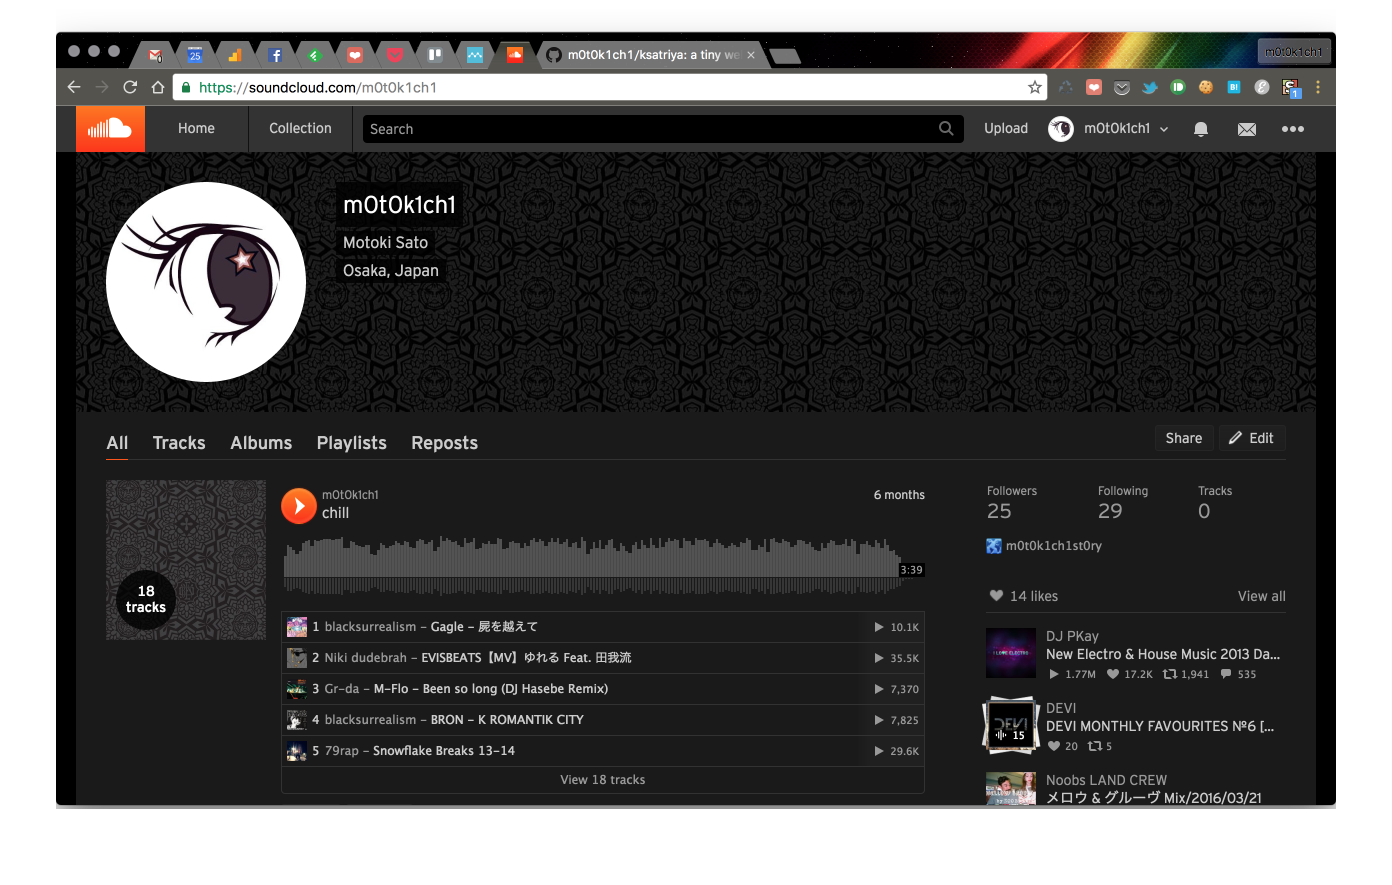 25
m0t0k1ch1/ksatriya: a tiny we
m0t0k1ch1
https://soundcloud.com/m0t0k1ch1
B!
1
Home
Collection
Search
Upload
m0t0k1ch1
m0t0k1ch1
Motoki Sato
Osaka, Japan
All
Tracks
Albums
Playlists
Reposts
Share
Edit
18
tracks
m0t0k1ch1
6 months
chill
3:39
1 blacksurrealism – Gagle – 屍を越えて
10.1K
2 Niki dudebrah – EVISBEATS【MV】ゆれる Feat. 田我流
35.5K
3 Gr-da – M-Flo – Been so long (DJ Hasebe Remix)
7,370
4 blacksurrealism – BRON – K ROMANTIK CITY
7,825
5 79rap – Snowflake Breaks 13-14
29.6K
View 18 tracks
Followers
Following
Tracks
25
29
0
m0t0k1ch1st0ry
14 likes
View all
I LOVE ELECTRO
DJ PKay
New Electro & House Music 2013 Da...
1.77M
17.2K
1,941
535
DEVI
15
DEVI
DEVI MONTHLY FAVOURITES №6 [...
20
5
Noobs LAND CREW
メロウ & グルーヴ Mix/2016/03/21